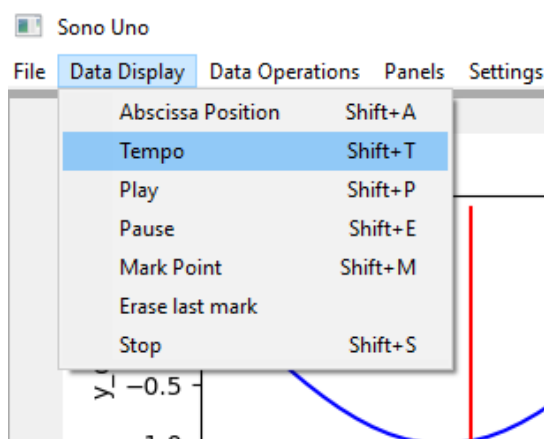 Sono Uno
File Data Display Data Operations Panels Settings
Abscissa Position Shift+A
Tempo Shift+T
Play Shift+P
Pause Shift+E
Mark Point Shift+M
Erase last mark
Stop Shift+S
−0.5